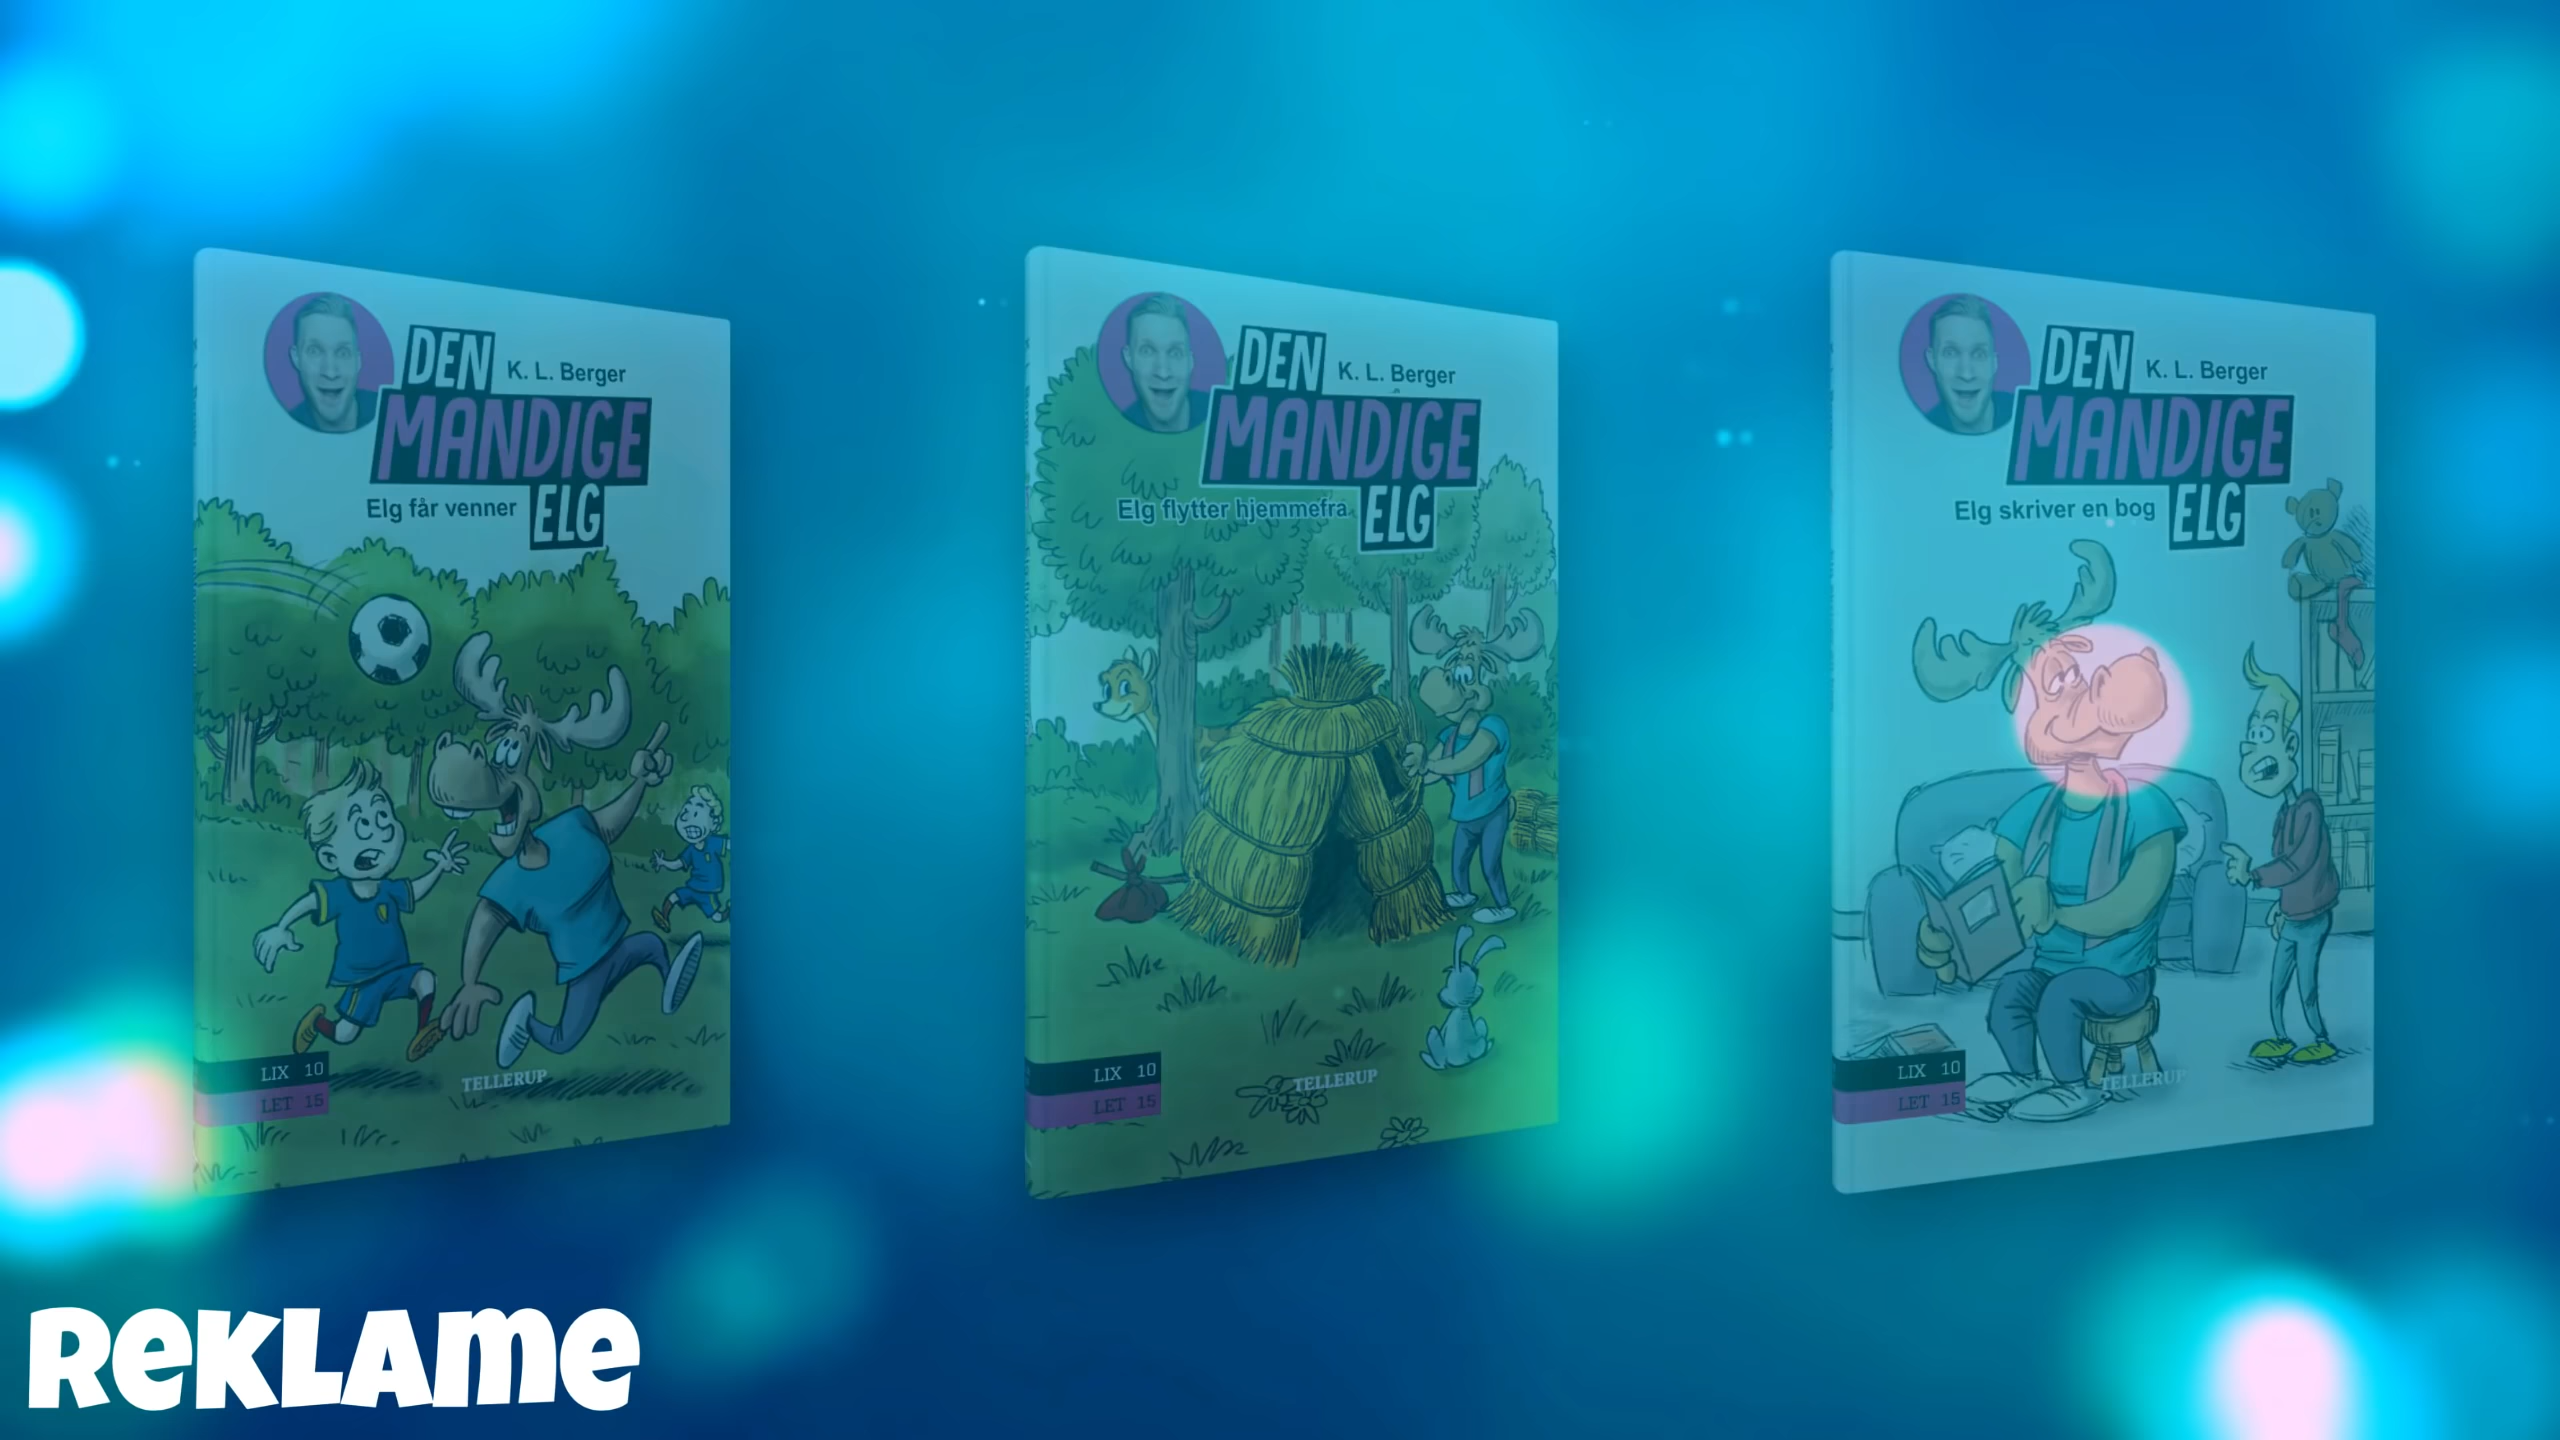 DEN
K. L. Berger
MANDIGE
Elg får venner
ELG
LIX 10
LET 15
TELLERUP
DEN
K. L. Berger
MANDIGE
Elg flytter hjemmefra
ELG
LIX 10
LET 15
TELLERUP
DEN
K. L. Berger
MANDIGE
Elg skriver en bog
ELG
LIX 10
LET 15
TELLERUP
Reklame